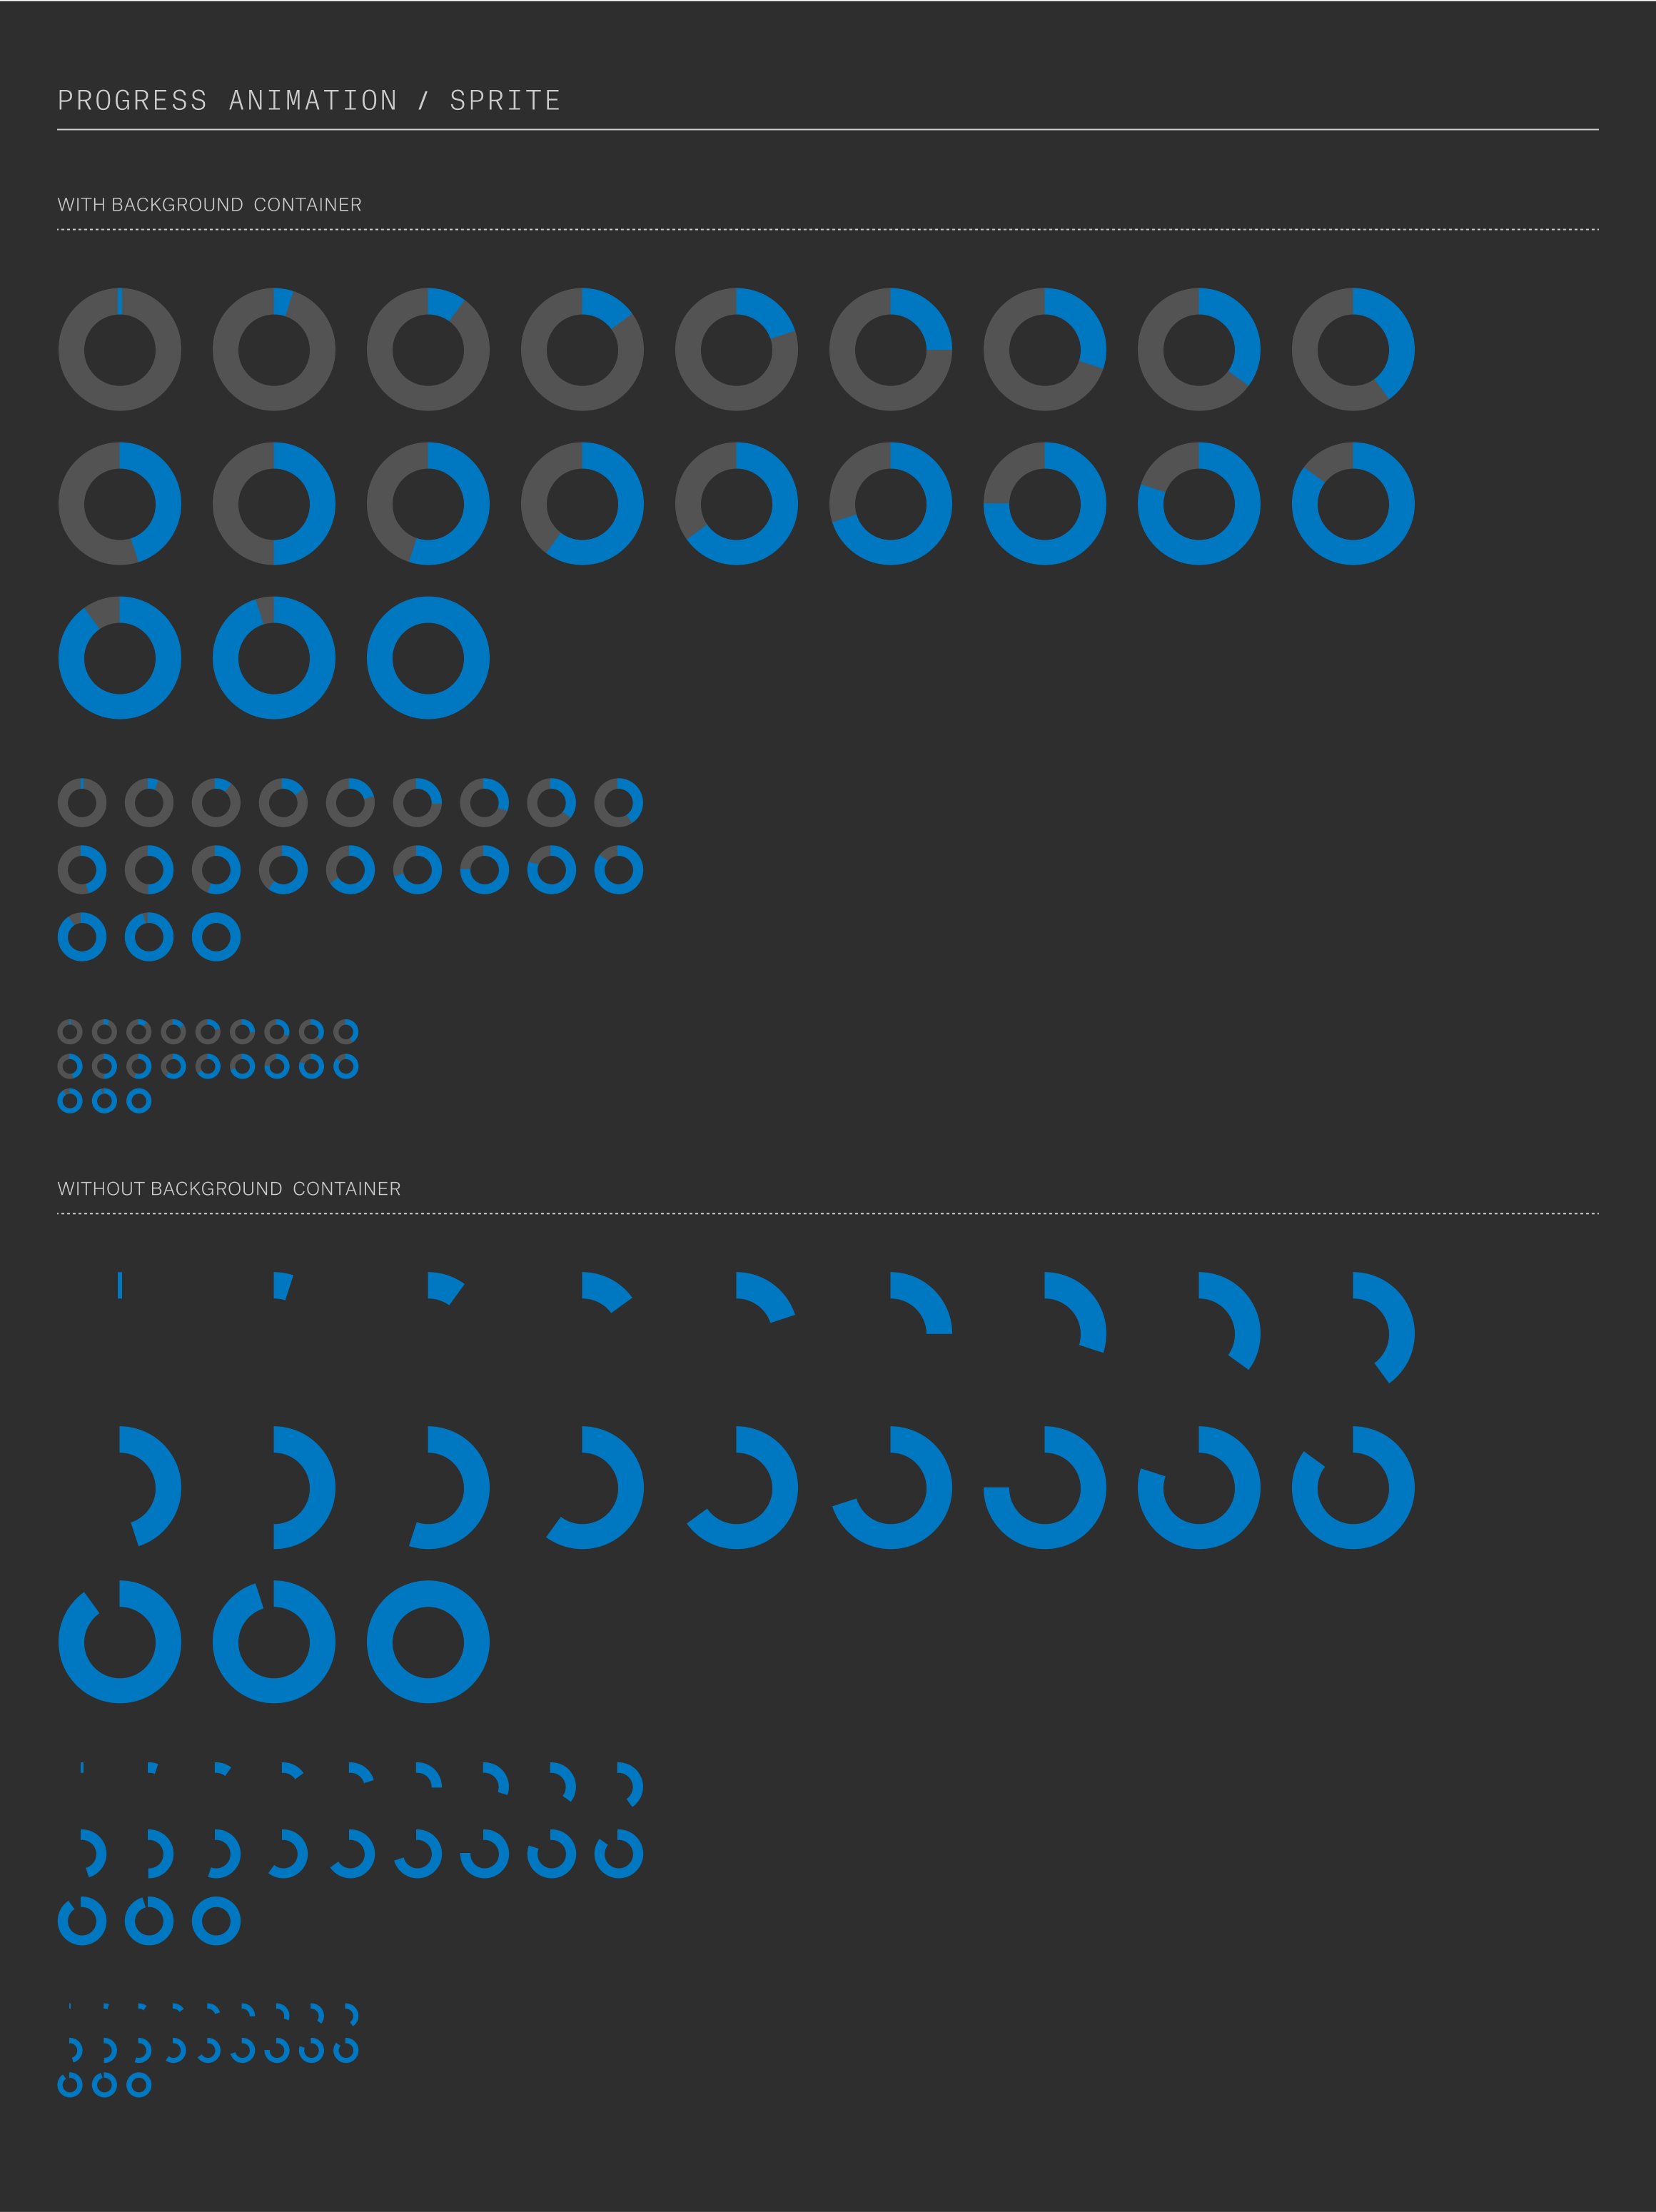 PROGRESS ANIMATION / SPRITE
WITH BACKGROUND CONTAINER
WITHOUT BACKGROUND CONTAINER